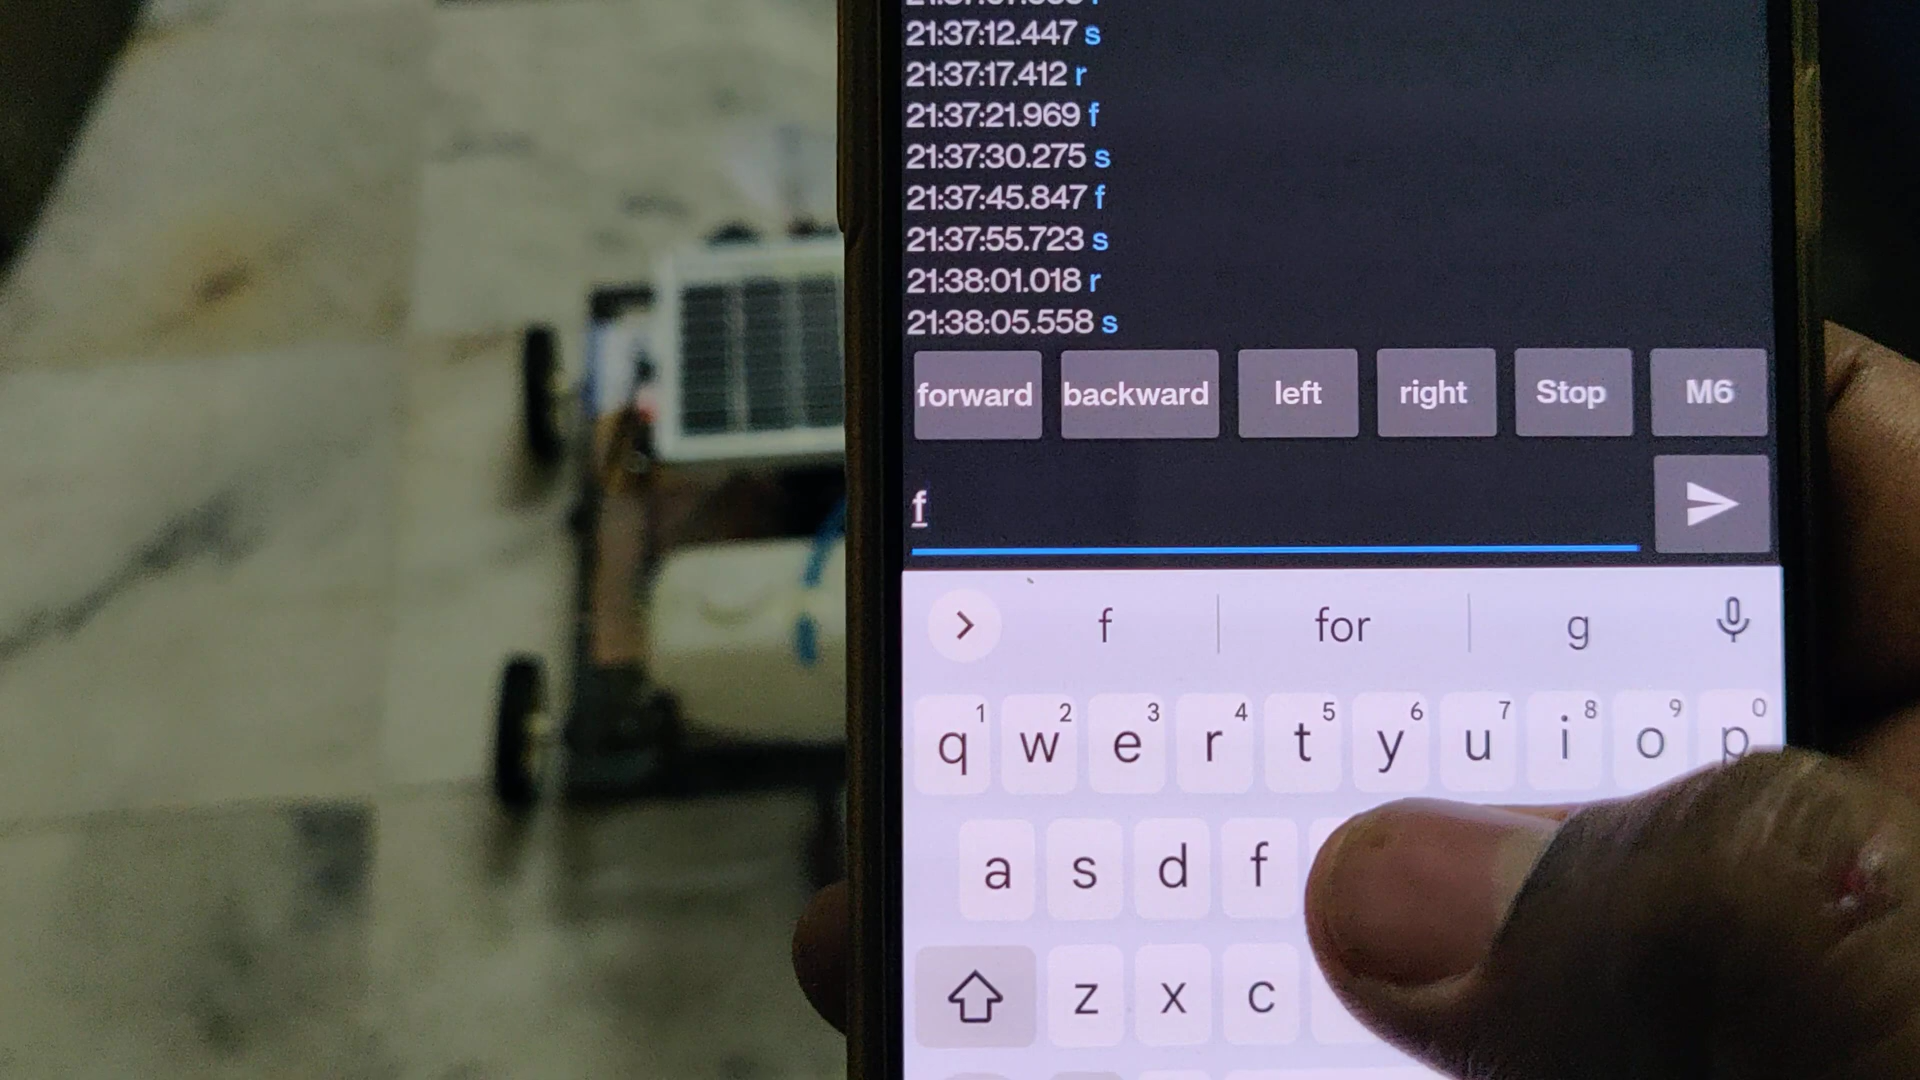 21:37:12.447 s
21:37:17.412 r
21:37:21.969 f
21:37:30.275 s
21:37:45.847 f
21:37:55.723 s
21:38:01.018 r
21:38:05.558 s
forward backward left right Stop M6
f
f for g
1 2 3 4 5 6 7 8 9 0
q w e r t y u i o p
a s d f
z x c